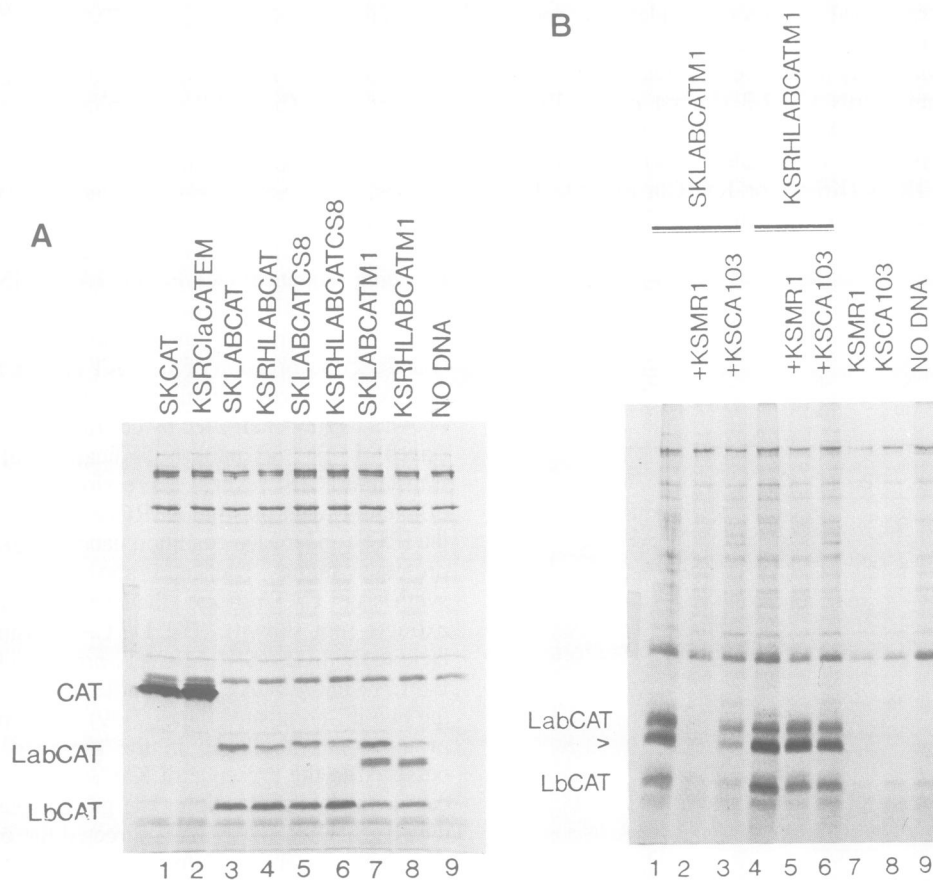 A
SKCAT
KSRClaCATEM
SKLABCAT
KSRHLABCAT
SKLABCATCS8
KSRHLABCATCS8
SKLABCATM1
KSRHLABCATM1
NO DNA
CAT
LabCAT
LbCAT
1 2 3 4 5 6 7 8 9
B
SKLABCATM1
KSRHLABCATM1
+KSMR1
+KSCA103
+KSMR1
+KSCA103
KSMR1
KSCA103
NO DNA
LabCAT
>
LbCAT
1 2 3 4 5 6 7 8 9